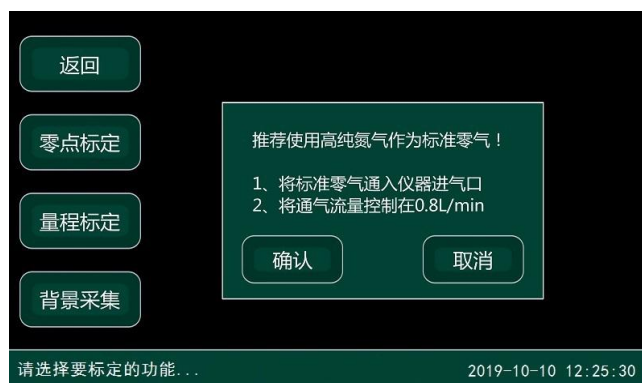 返回
零点标定
量程标定
背景采集
推荐使用高纯氮气作为标准零气！
1、将标准零气通入仪器进气口
2、将通气流量控制在0.8L/min
确认
取消
请选择要标定的功能...
2019-10-10 12:25:30